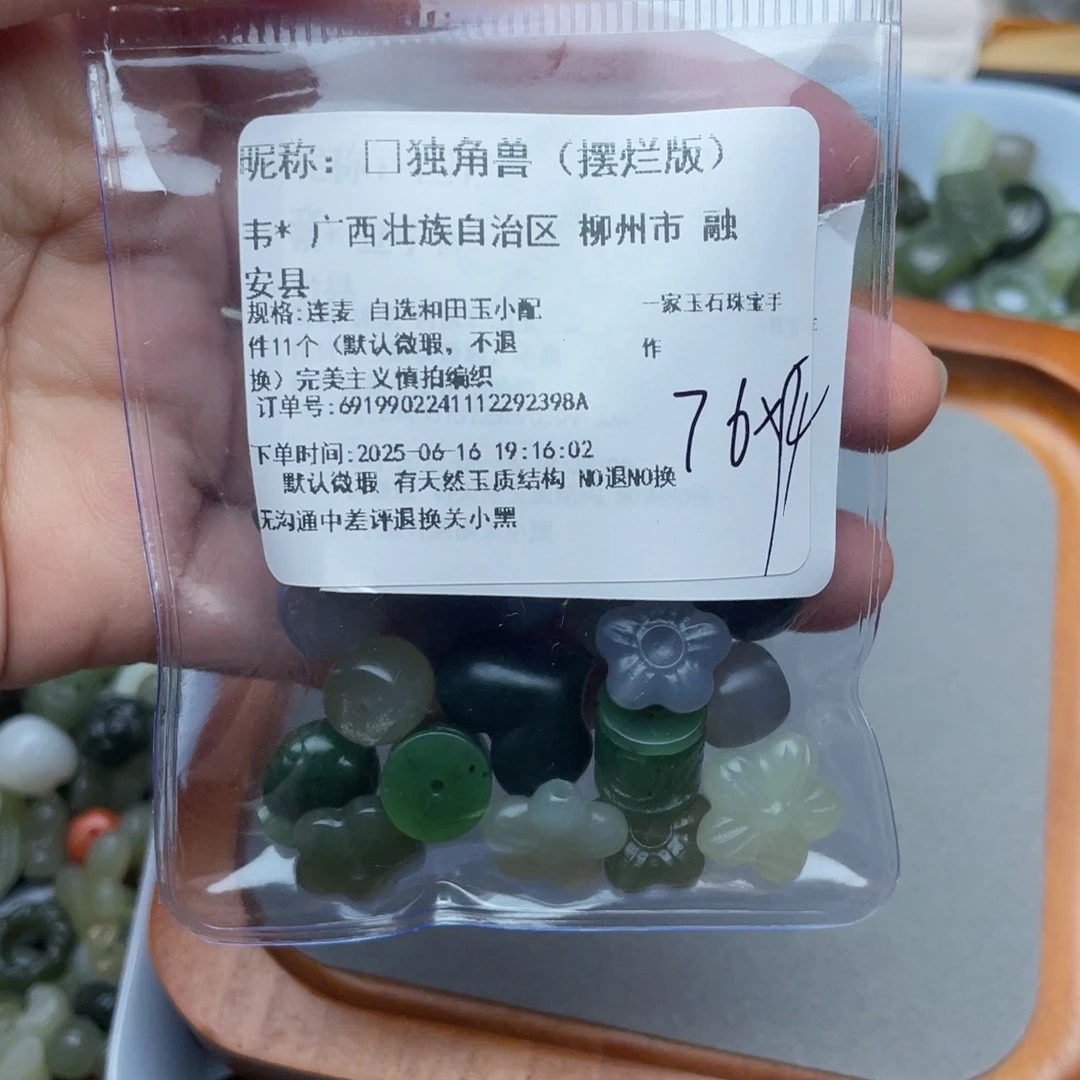 昵称：□独角兽（摆烂版）
韦* 广西壮族自治区 柳州市 融
安县
规格:连麦 自选和田玉小配
件11个（默认微瑕，不退
换）完美主义慎拍编织
一家玉石珠宝手
作
订单号:69199022411122923​98A
下单时间:2025-06-16 19:16:02
默认微瑕 有天然玉质结构 NO退NO换
无沟通中差评退换关小黑
76x